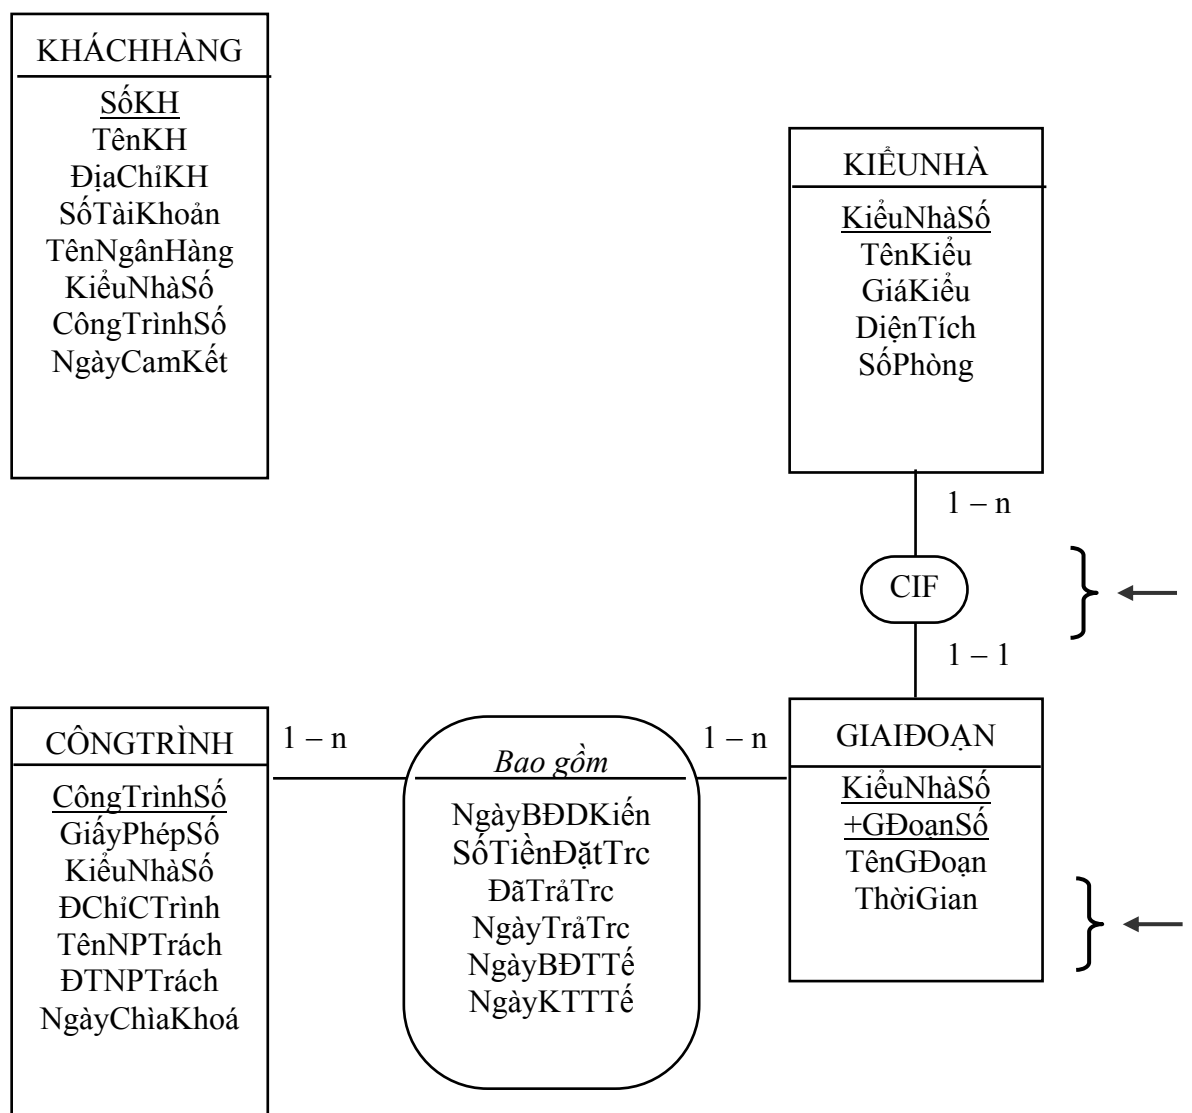 KHÁCHHÀNG
SốKH
TênKH
ĐịaChỉKH
SốTàiKhoản
TênNgânHàng
KiểuNhàSố
CôngTrìnhSố
NgàyCamKết
KIỂUNHÀ
KiểuNhàSố
TênKiểu
GiáKiểu
DiệnTích
SốPhòng
1 – n
CIF
1 – 1
CÔNGTRÌNH
CôngTrìnhSố
GiấyPhépSố
KiểuNhàSố
ĐChỉCTrình
TênNPTrách
ĐTNPTrách
NgàyChìaKhoá
1 – n
Bao gồm
NgàyBĐDKiến
SốTiềnĐặtTrc
ĐãTrảTrc
NgàyTrảTrc
NgàyBĐTTế
NgàyKTTTế
1 – n
GIAIĐOẠN
KiểuNhàSố
+GĐoạnSố
TênGĐoạn
ThờiGian